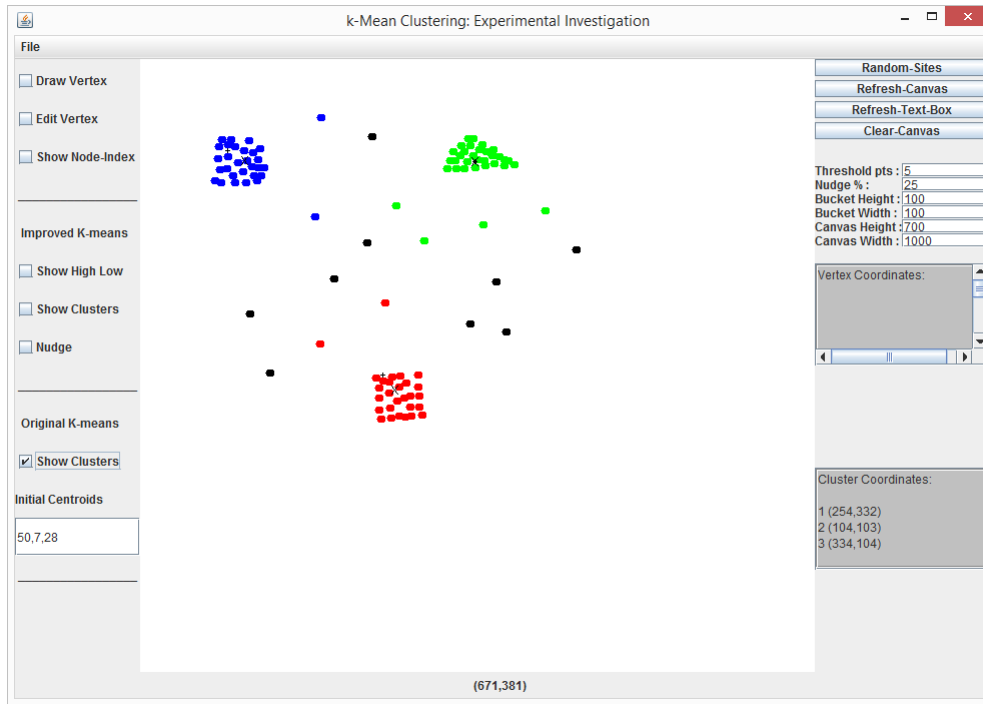 k-Mean Clustering: Experimental Investigation
File
Draw Vertex
Edit Vertex
Show Node-Index
Improved K-means
Show High Low
Show Clusters
Nudge
Original K-means
Show Clusters
Initial Centroids
50,7,28
Random-Sites
Refresh-Canvas
Refresh-Text-Box
Clear-Canvas
Threshold pts : 5
Nudge % : 25
Bucket Height : 100
Bucket Width : 100
Canvas Height : 700
Canvas Width : 1000
Vertex Coordinates:
Cluster Coordinates:
1 (254,332)
2 (104,103)
3 (334,104)
(671,381)